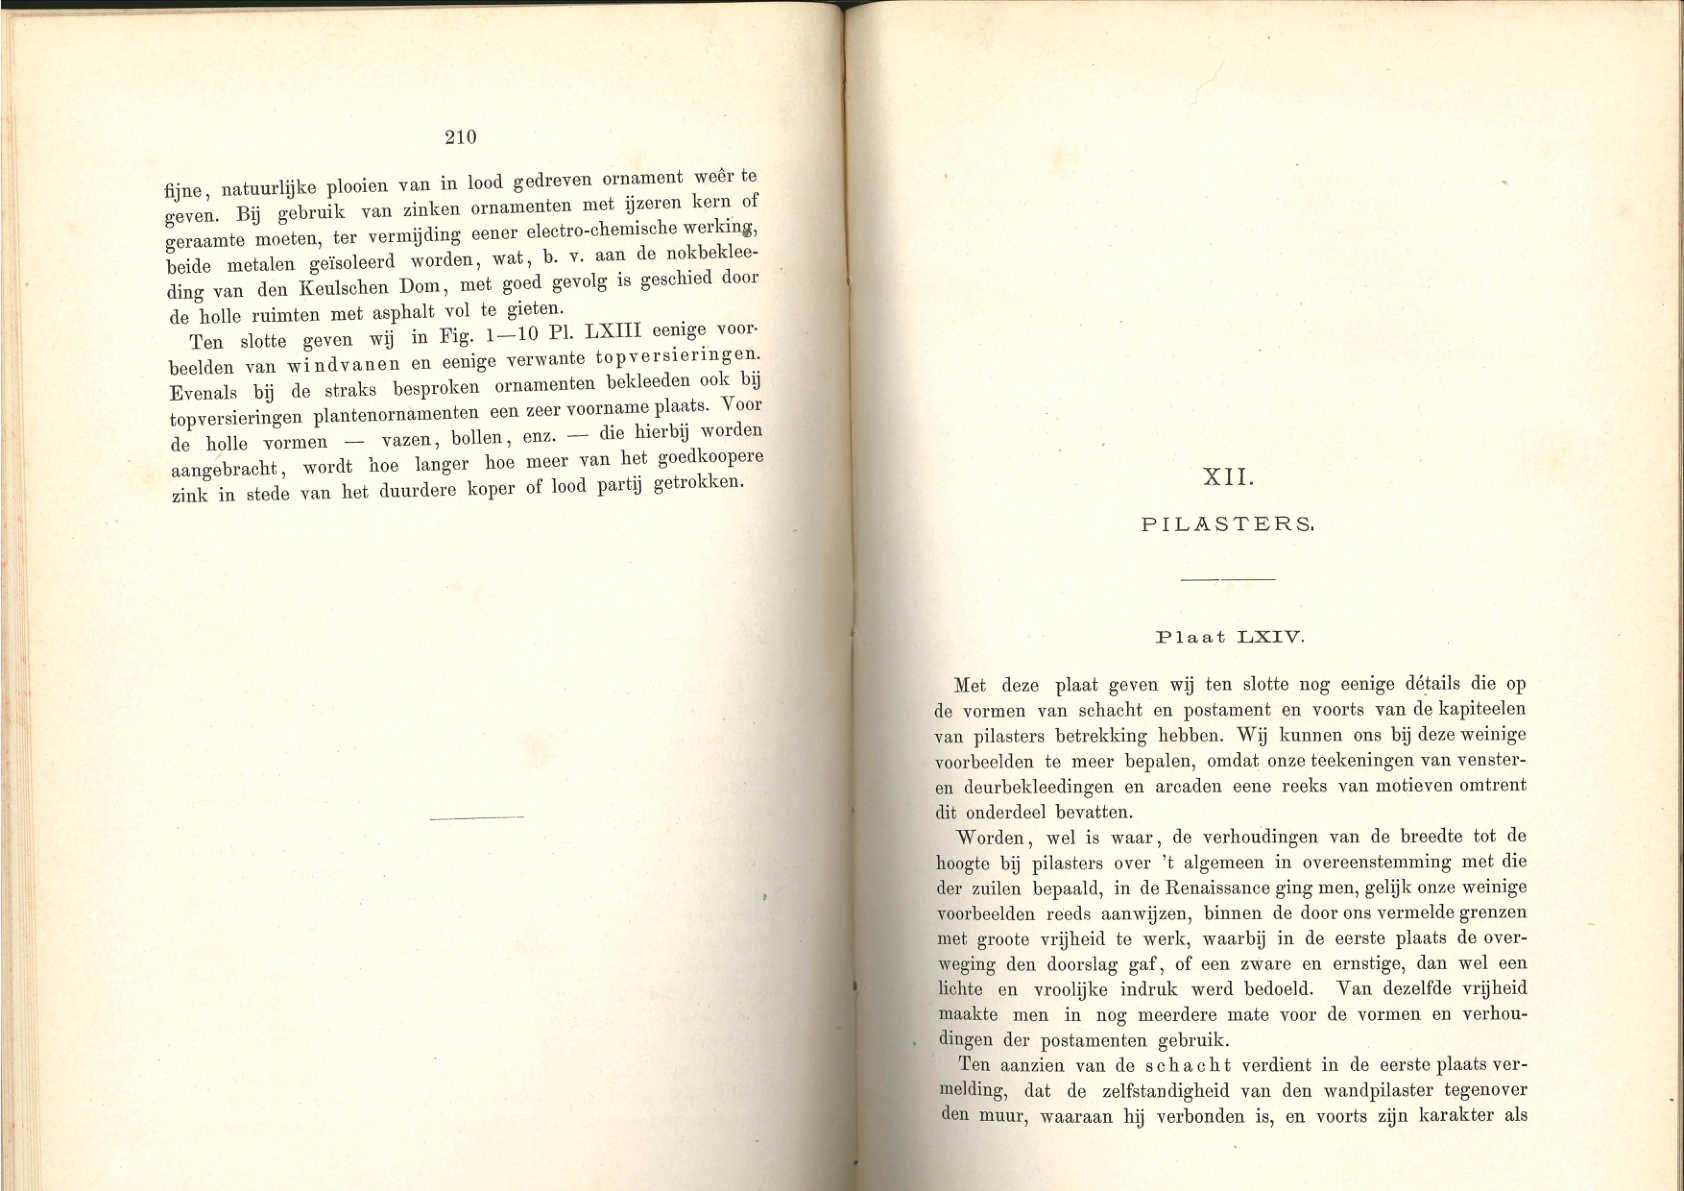 210
fijne, natuurlijke plooien van in lood gedreven ornament weêr te
geven. Bij gebruik van zinken ornamenten met ijzeren kern of
geraamte moeten, ter vermijding eener electro-chemische werking,
beide metalen geïsoleerd worden, wat, b. v. aan de nokbeklee-
ding van den Keulschen Dom, met goed gevolg is geschied door
de holle ruimten met asphalt vol te gieten.
Ten slotte geven wij in Fig. 1—10 Pl. LXIII eenige voor-
beelden van windvanen en eenige verwante topversieringen.
Evenals bij de straks besproken ornamenten bekleeden ook bij
topversieringen plantenornamenten een zeer voorname plaats. Voor
de holle vormen — vazen, bollen, enz. — die hierbij worden
aangebracht, wordt hoe langer hoe meer van het goedkoopere
zink in stede van het duurdere koper of lood partij getrokken.
XII.
PILASTERS.
Plaat LXIV.
Met deze plaat geven wij ten slotte nog eenige détails die op
de vormen van schacht en postament en voorts van de kapiteelen
van pilasters betrekking hebben. Wij kunnen ons bij deze weinige
voorbeelden te meer bepalen, omdat onze teekeningen van venster-
en deurbekleedingen en arcaden eene reeks van motieven omtrent
dit onderdeel bevatten.
Worden, wel is waar, de verhoudingen van de breedte tot de
hoogte bij pilasters over 't algemeen in overeenstemming met die
der zuilen bepaald, in de Renaissance ging men, gelijk onze weinige
voorbeelden reeds aanwijzen, binnen de door ons vermelde grenzen
met groote vrijheid te werk, waarbij in de eerste plaats de over-
weging den doorslag gaf, of een zware en ernstige, dan wel een
lichte en vroolijke indruk werd bedoeld. Van dezelfde vrijheid
maakte men in nog meerdere mate voor de vormen en verhou-
dingen der postamenten gebruik.
Ten aanzien van de schacht verdient in de eerste plaats ver-
melding, dat de zelfstandigheid van den wandpilaster tegenover
den muur, waaraan hij verbonden is, en voorts zijn karakter als